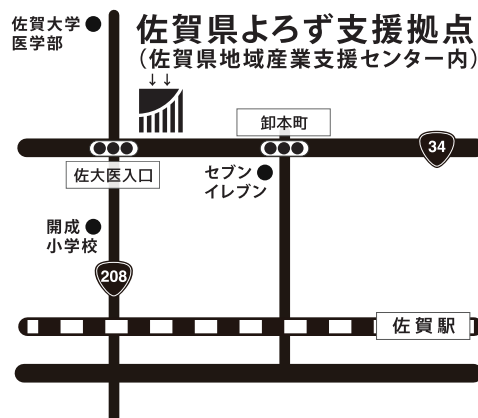 佐賀県よろず支援拠点
(佐賀県地域産業支援センター内)
↓↓
佐賀大学
医学部
卸本町
34
佐大医入口
セブン
イレブン
開成
小学校
208
佐賀駅